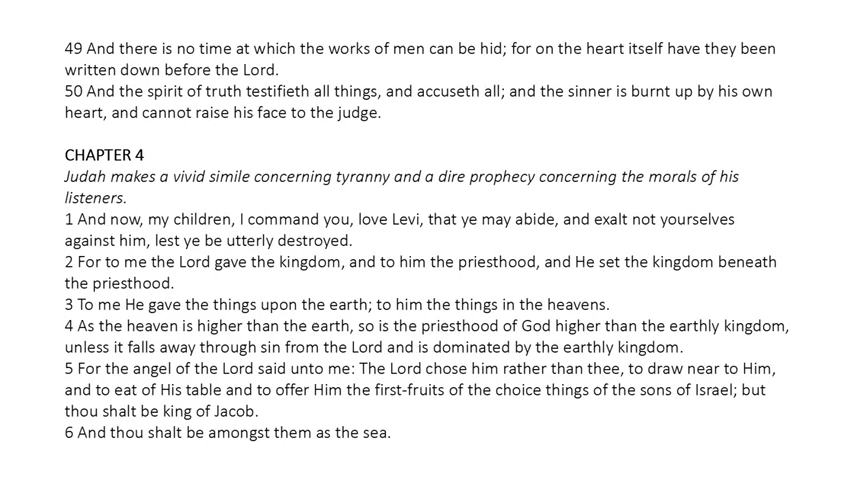 49 And there is no time at which the works of men can be hid; for on the heart itself have they been
written down before the Lord.
50 And the spirit of truth testifieth all things, and accuseth all; and the sinner is burnt up by his own
heart, and cannot raise his face to the judge.
CHAPTER 4
Judah makes a vivid simile concerning tyranny and a dire prophecy concerning the morals of his
listeners.
1 And now, my children, I command you, love Levi, that ye may abide, and exalt not yourselves
against him, lest ye be utterly destroyed.
2 For to me the Lord gave the kingdom, and to him the priesthood, and He set the kingdom beneath
the priesthood.
3 To me He gave the things upon the earth; to him the things in the heavens.
4 As the heaven is higher than the earth, so is the priesthood of God higher than the earthly kingdom,
unless it falls away through sin from the Lord and is dominated by the earthly kingdom.
5 For the angel of the Lord said unto me: The Lord chose him rather than thee, to draw near to Him,
and to eat of His table and to offer Him the first-fruits of the choice things of the sons of Israel; but
thou shalt be king of Jacob.
6 And thou shalt be amongst them as the sea.